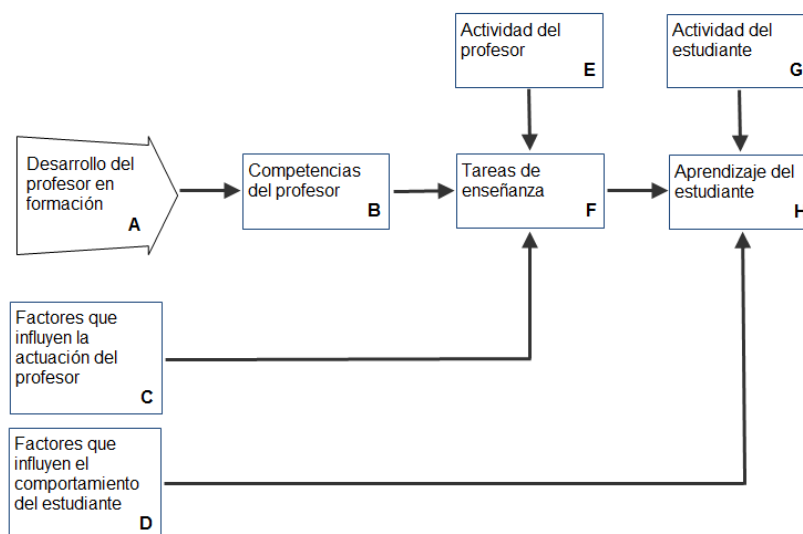 Actividad del
profesor
E
Actividad del
estudiante
G
Desarrollo del
profesor en
formación
A
Competencias
del profesor
B
Tareas de
enseñanza
F
Aprendizaje del
estudiante
H
Factores que
influyen la
actuación del
profesor
C
Factores que
influyen el
comportamiento
del estudiante
D